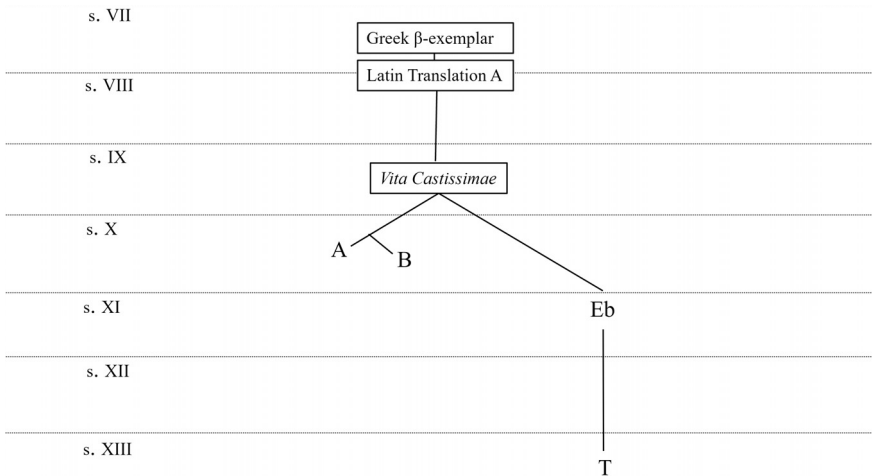 s. VII
Greek β-exemplar
Latin Translation A
s. VIII
s. IX
Vita Castissimae
s. X
A
B
s. XI
Eb
s. XII
s. XIII
T